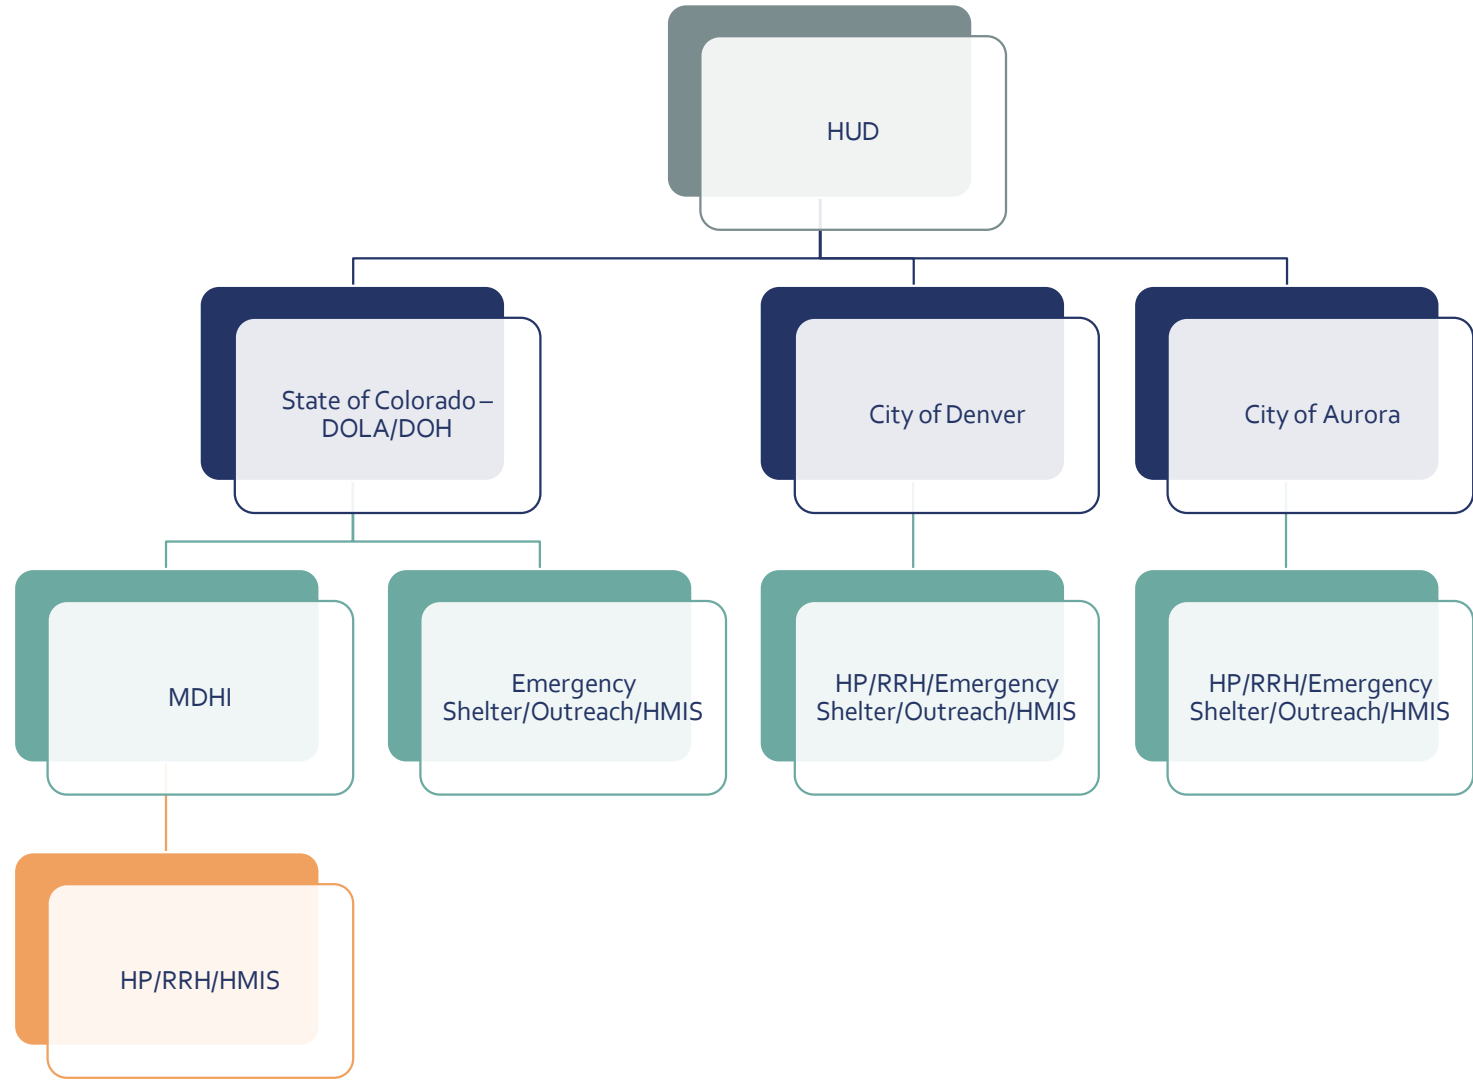 HUD
State of Colorado –
DOLA/DOH
City of Denver
City of Aurora
MDHI
Emergency
Shelter/Outreach/HMIS
HP/RRH/Emergency
Shelter/Outreach/HMIS
HP/RRH/Emergency
Shelter/Outreach/HMIS
HP/RRH/HMIS